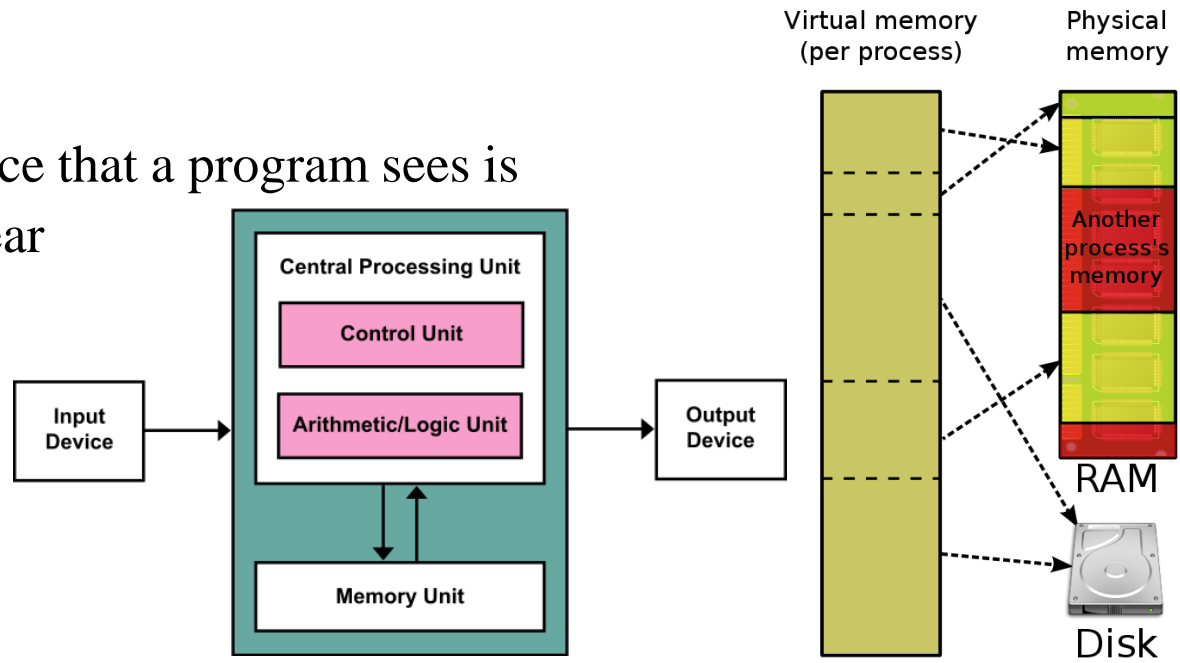 ce that a program sees is
ear
Central Processing Unit
Control Unit
Arithmetic/Logic Unit
Input
Device
Output
Device
Memory Unit
Virtual memory
(per process)
Physical
memory
Another
process's
memory
RAM
Disk